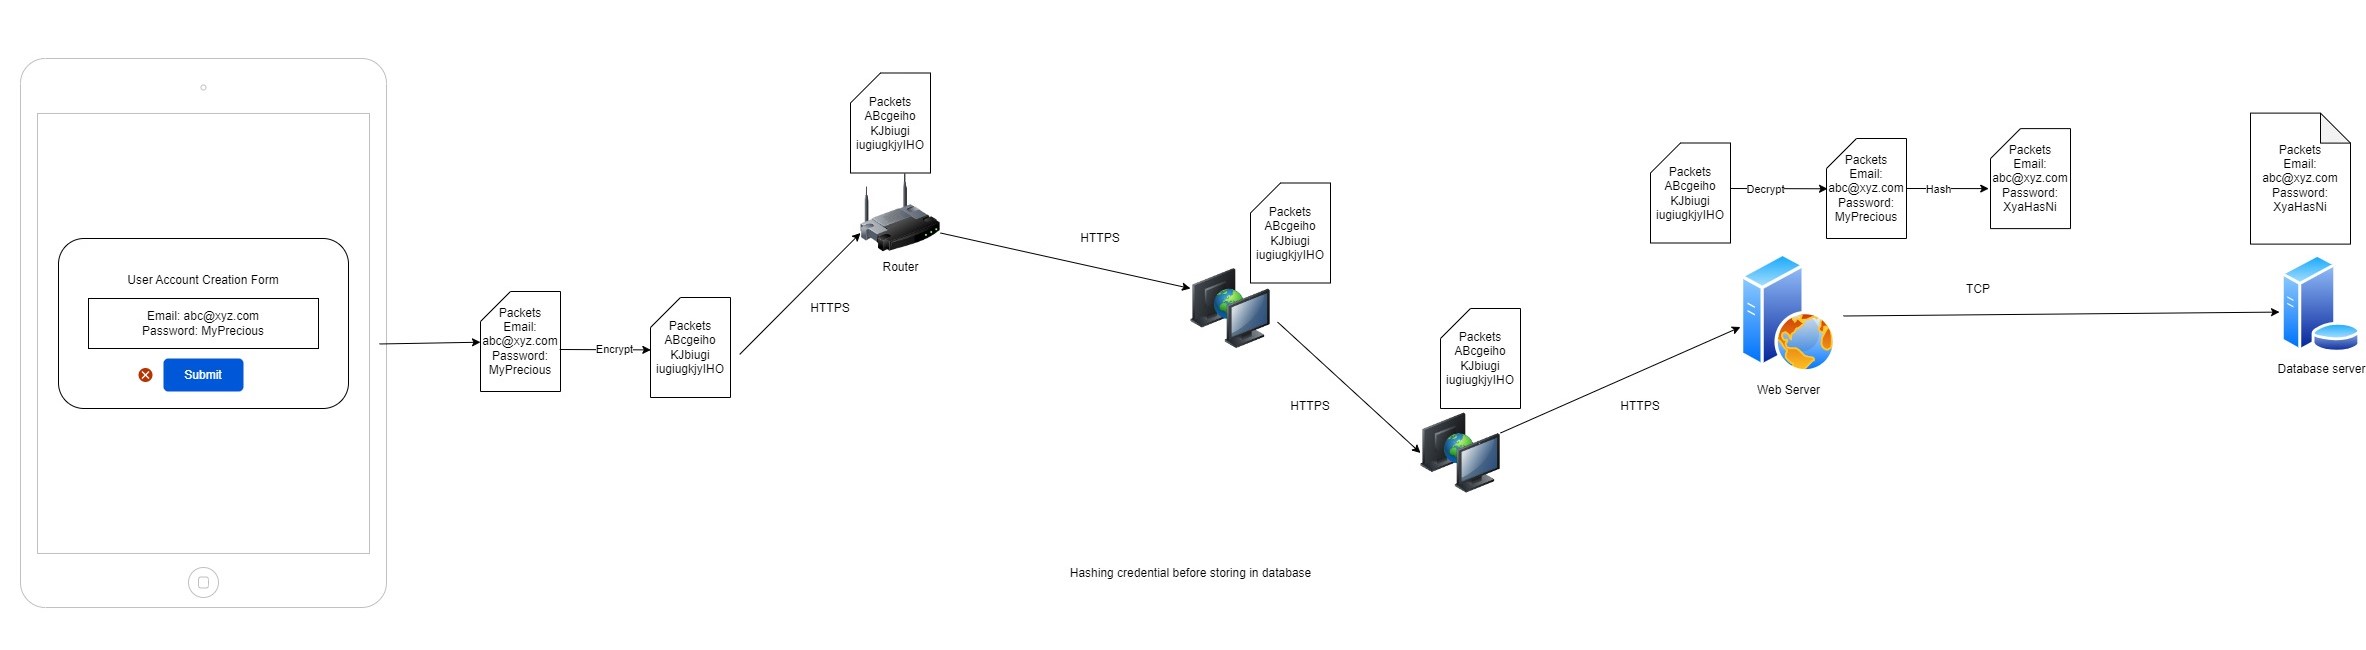 User Account Creation Form
Email: abc@xyz.com
Password: MyPrecious
Submit
Packets
Email:
abc@xyz.com
Password:
MyPrecious
Encrypt
Packets
ABcgeiho
KJbiugi
iugiugkjyIHO
HTTPS
Packets
ABcgeiho
KJbiugi
iugiugkjyIHO
Router
HTTPS
Packets
ABcgeiho
KJbiugi
iugiugkjyIHO
HTTPS
Packets
ABcgeiho
KJbiugi
iugiugkjyIHO
HTTPS
Packets
ABcgeiho
KJbiugi
iugiugkjyIHO
Decrypt
Packets
Email:
abc@xyz.com
Password:
MyPrecious
Hash
Packets
Email:
abc@xyz.com
Password:
XyaHasNi
Web Server
TCP
Packets
Email:
abc@xyz.com
Password:
XyaHasNi
Database server
Hashing credential before storing in database